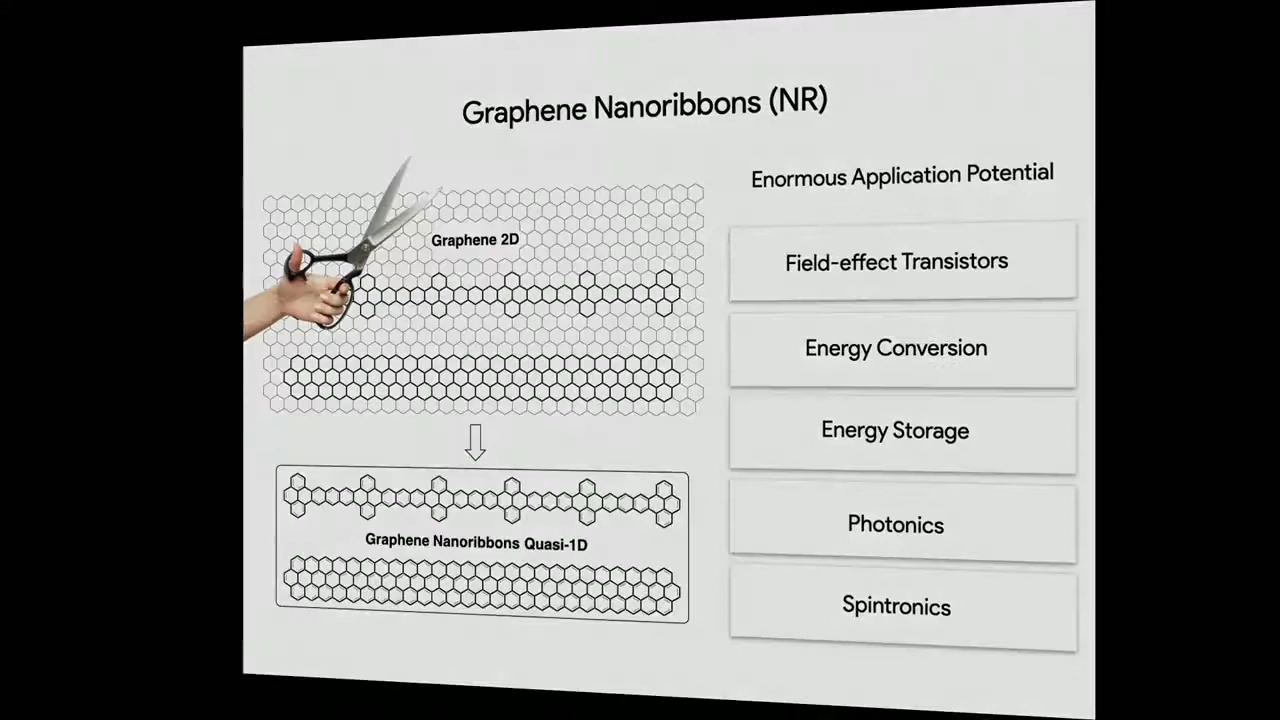 Graphene Nanoribbons (NR)
Graphene 2D
Graphene Nanoribbons Quasi-1D
Enormous Application Potential
Field-effect Transistors
Energy Conversion
Energy Storage
Photonics
Spintronics